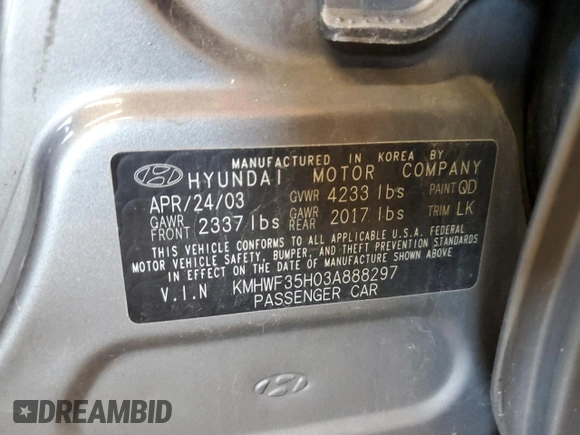 MANUFACTURED IN KOREA BY
HYUNDAI MOTOR COMPANY
APR/24/03 GVWR 4233 lbs PAINT QD
GAWR FRONT 2337 lbs GAWR REAR 2017 lbs TRIM LK
THIS VEHICLE CONFORMS TO ALL APPLICABLE U.S.A. FEDERAL
MOTOR VEHICLE SAFETY, BUMPER, AND THEFT PREVENTION STANDARDS
IN EFFECT ON THE DATE OF MANUFACTURE SHOWN ABOVE
V.I.N KMHWF35H03A888297
PASSENGER CAR
DREAMBID